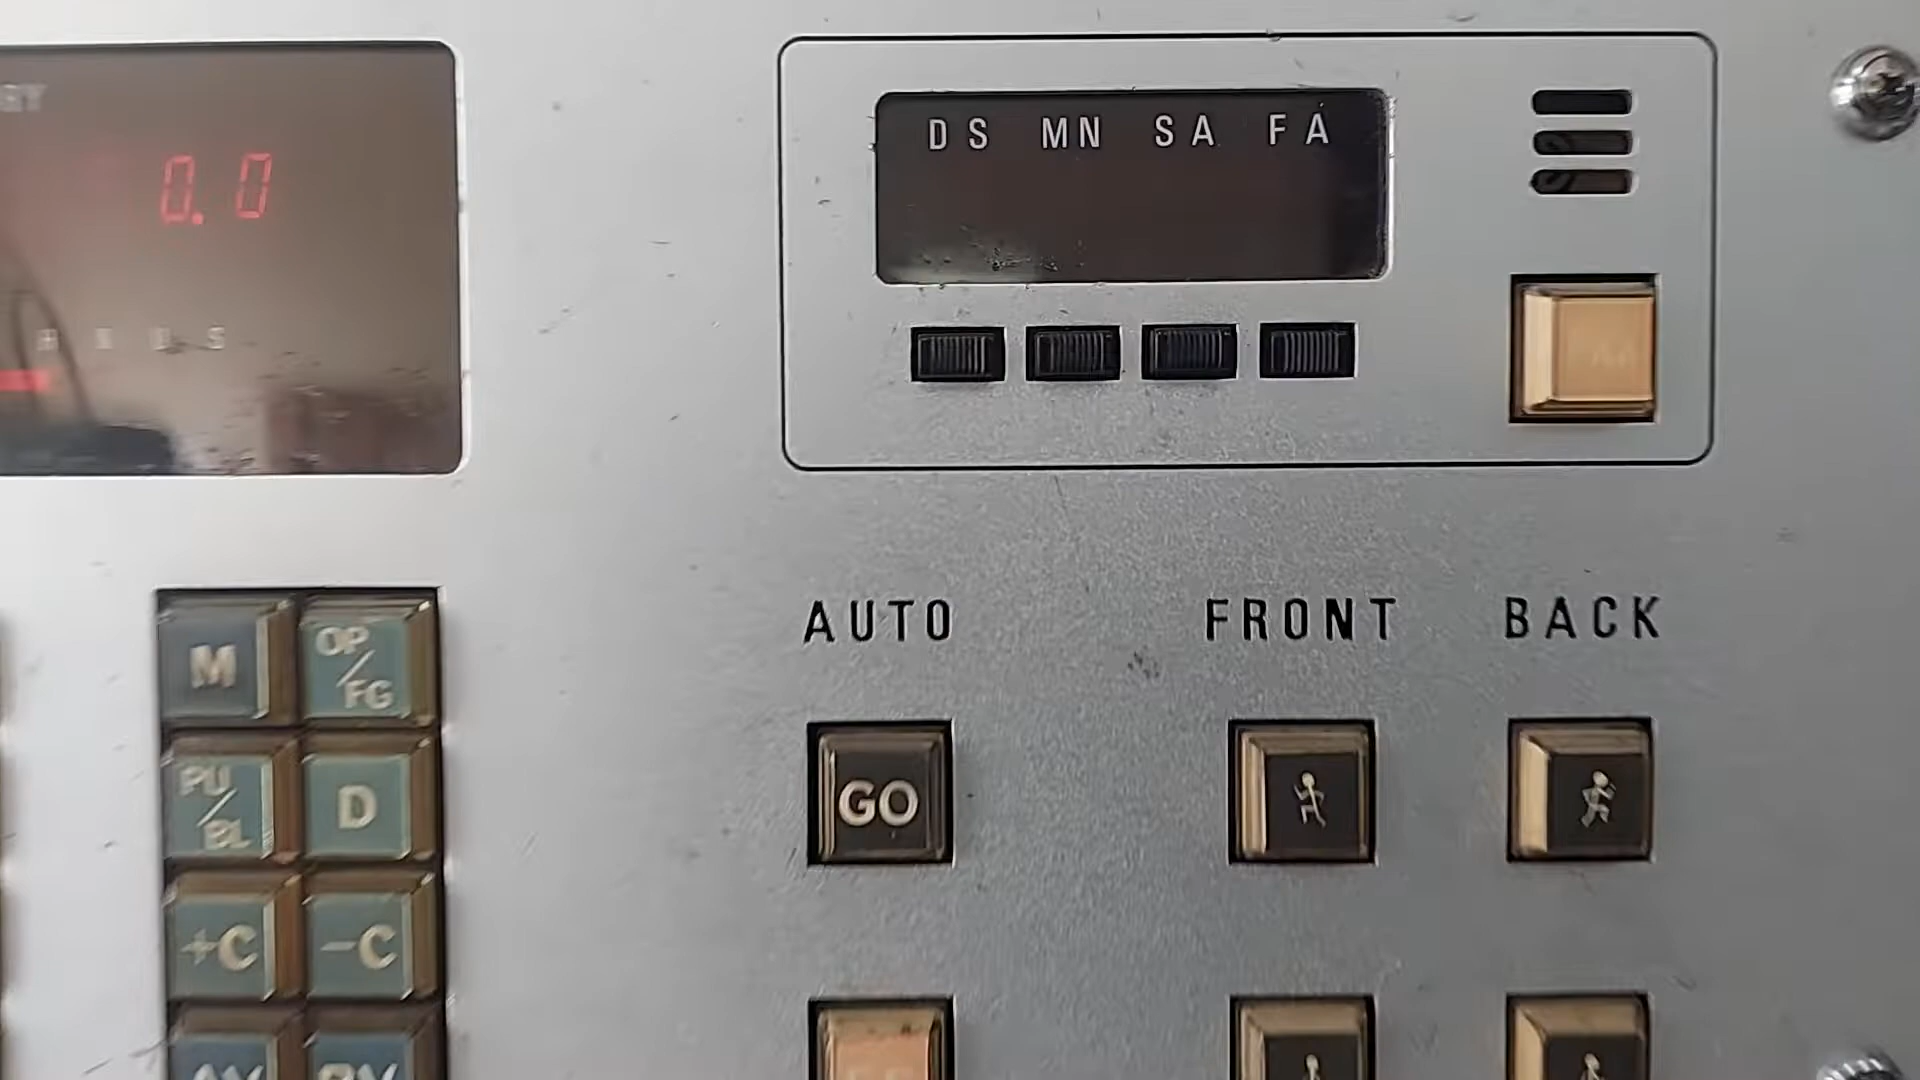 0.0
DS MN SA FA
AUTO FRONT BACK
M
OP/FG
GO
PU/BL
D
+C
-C